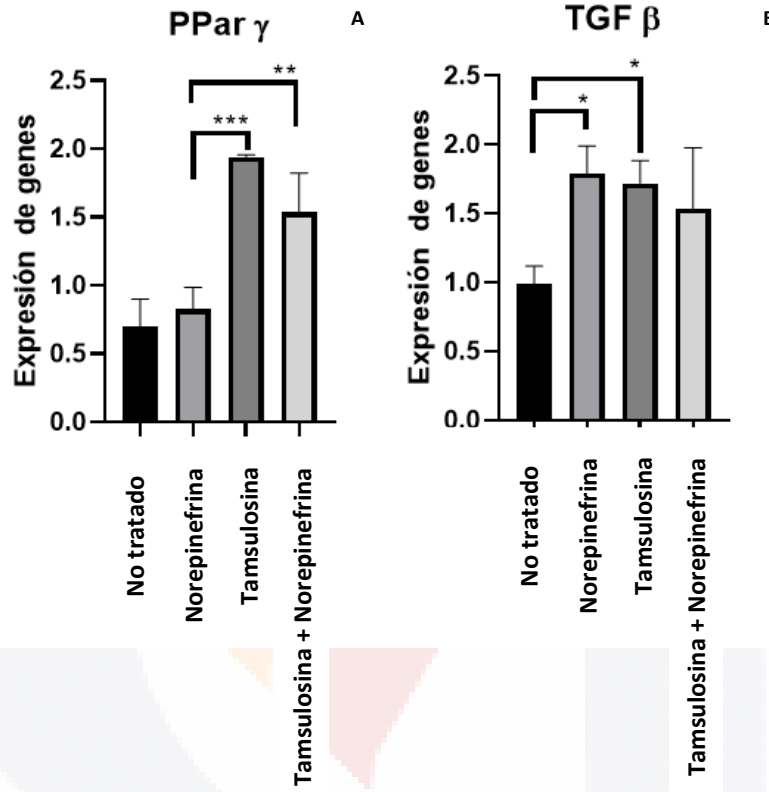 PPar γ
A
Expresión de genes
2.5
2.0
1.5
1.0
0.5
0.0
**
***
No tratado
Norepinefrina
Tamsulosina
Tamsulosina + Norepinefrina
TGF β
Expresión de genes
2.5
2.0
1.5
1.0
0.5
0.0
*
*
No tratado
Norepinefrina
Tamsulosina
Tamsulosina + Norepinefrina